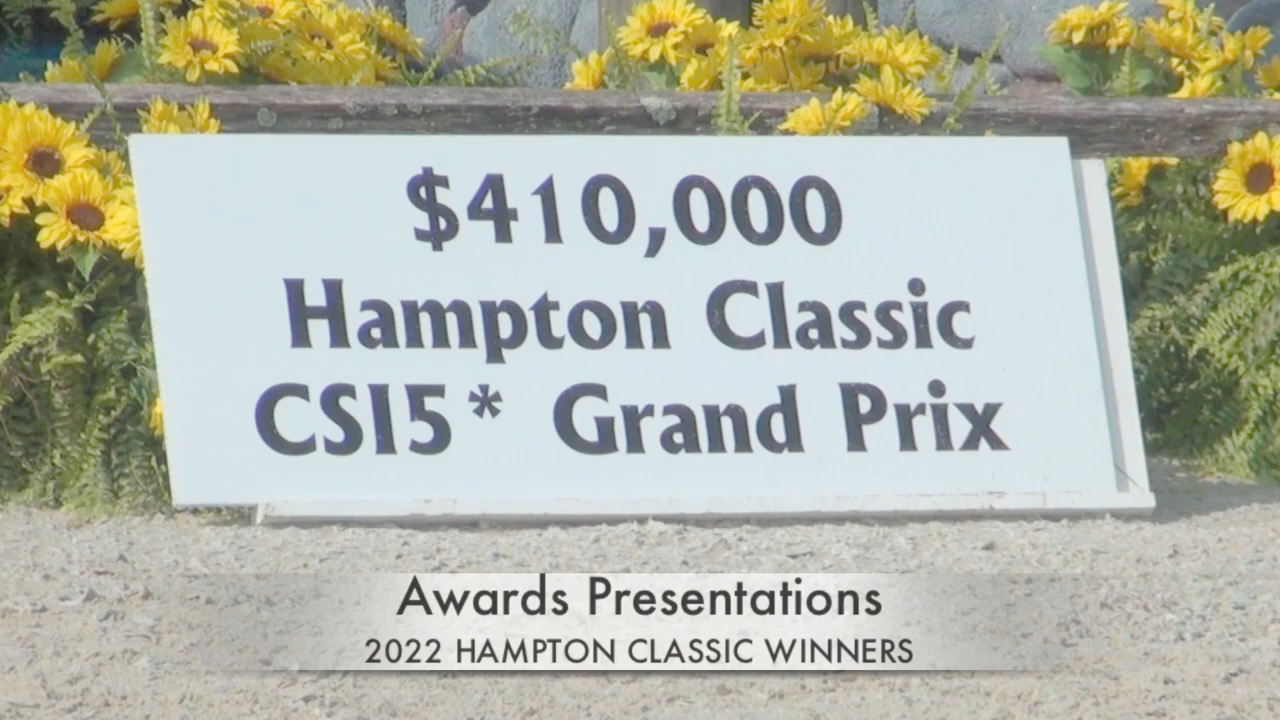 $410,000
Hampton Classic
CSI5* Grand Prix
Awards Presentations
2022 HAMPTON CLASSIC WINNERS